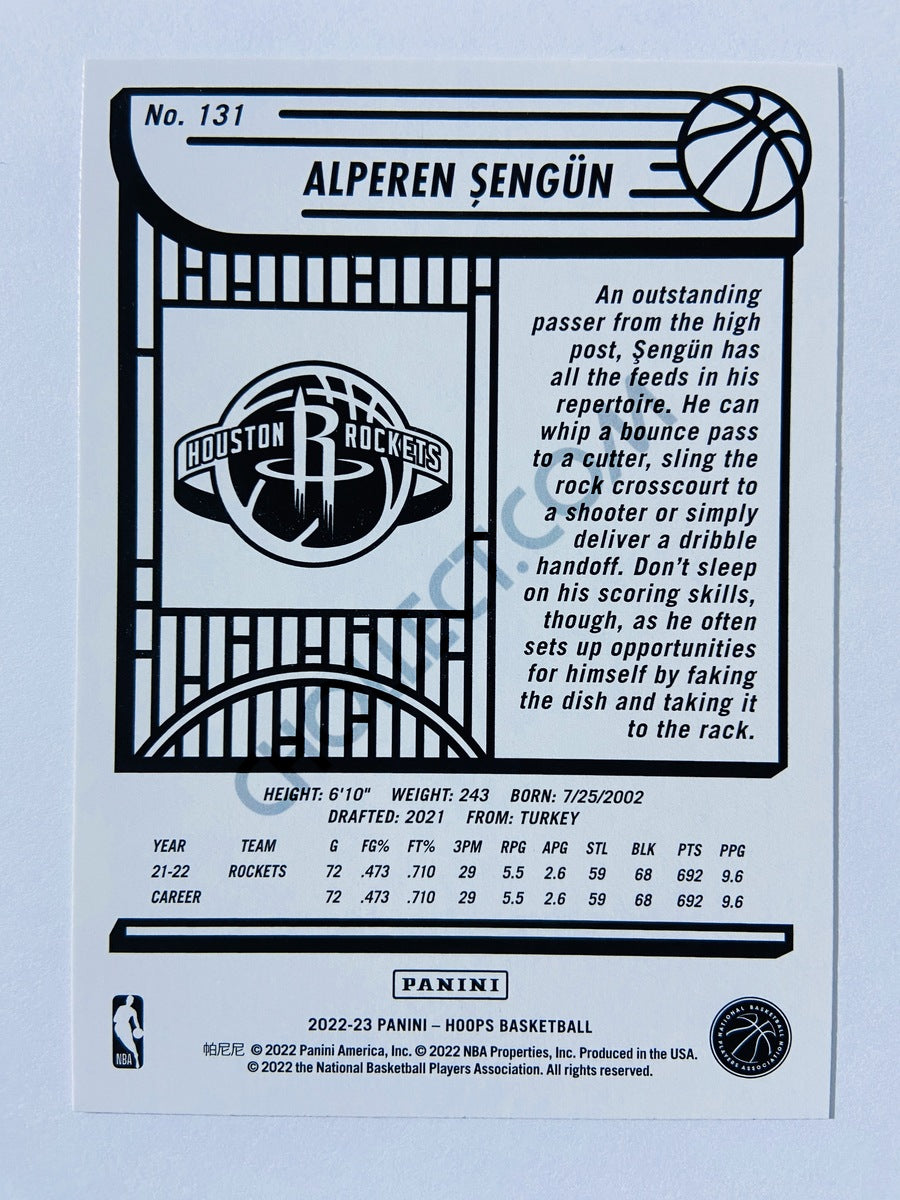 No. 131
ALPEREN ŞENGÜN
An outstanding
passer from the high
post, Şengün has
all the feeds in his
repertoire. He can
whip a bounce pass
to a cutter, sling the
rock crosscourt to
a shooter or simply
deliver a dribble
handoff. Don't sleep
on his scoring skills,
though, as he often
sets up opportunities
for himself by faking
the dish and taking it
to the rack.
HOUSTON R ROCKETS
HEIGHT: 6'10" WEIGHT: 243 BORN: 7/25/2002
DRAFTED: 2021 FROM: TURKEY
YEAR TEAM G FG% FT% 3PM RPG APG STL BLK PTS PPG
21-22 ROCKETS 72 .473 .710 29 5.5 2.6 59 68 692 9.6
CAREER 72 .473 .710 29 5.5 2.6 59 68 692 9.6
PANINI
2022-23 PANINI – HOOPS BASKETBALL
帕尼尼 © 2022 Panini America, Inc. © 2022 NBA Properties, Inc. Produced in the USA.
© 2022 the National Basketball Players Association. All rights reserved.
NBA
NATIONAL BASKETBALL PLAYERS ASSOCIATION